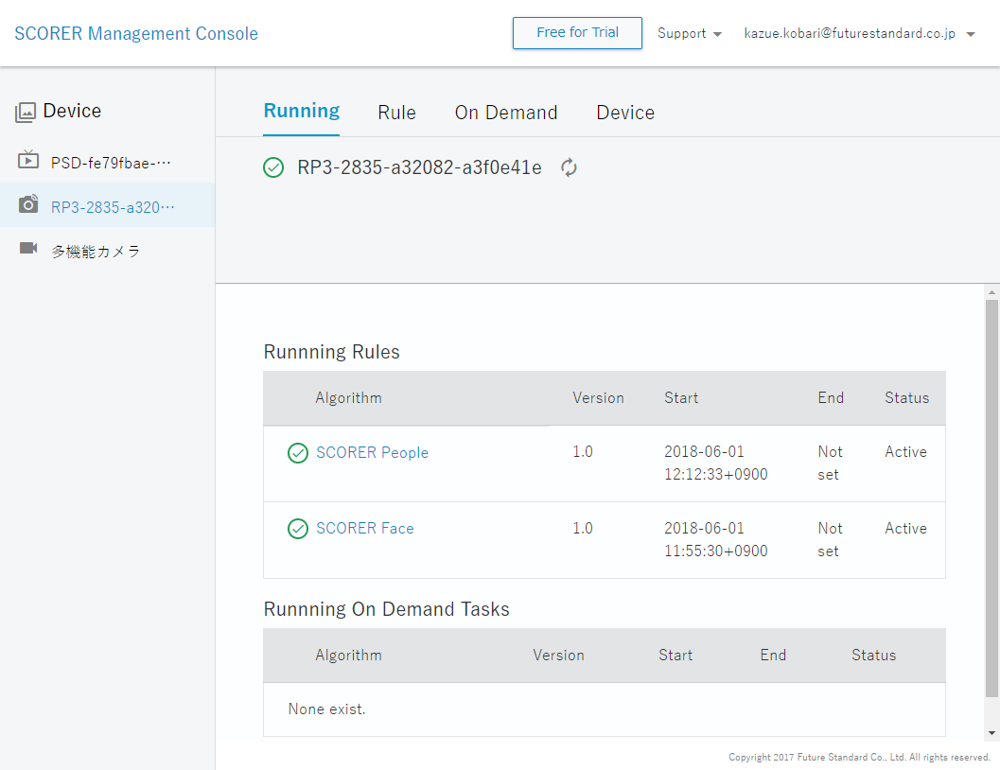 SCORER Management Console
Free for Trial
Support
kazue.kobari@futurestandard.co.jp
Device
PSD-fe79fbae-…
RP3-2835-a320…
多機能カメラ
Running Rule On Demand Device
RP3-2835-a32082-a3f0e41e
Runnning Rules
Algorithm Version Start End Status
SCORER People 1.0 2018-06-01 Not Active
12:12:33+0900 set
SCORER Face 1.0 2018-06-01 Not Active
11:55:30+0900 set
Runnning On Demand Tasks
Algorithm Version Start End Status
None exist.
Copyright 2017 Future Standard Co., Ltd. All rights reserved.